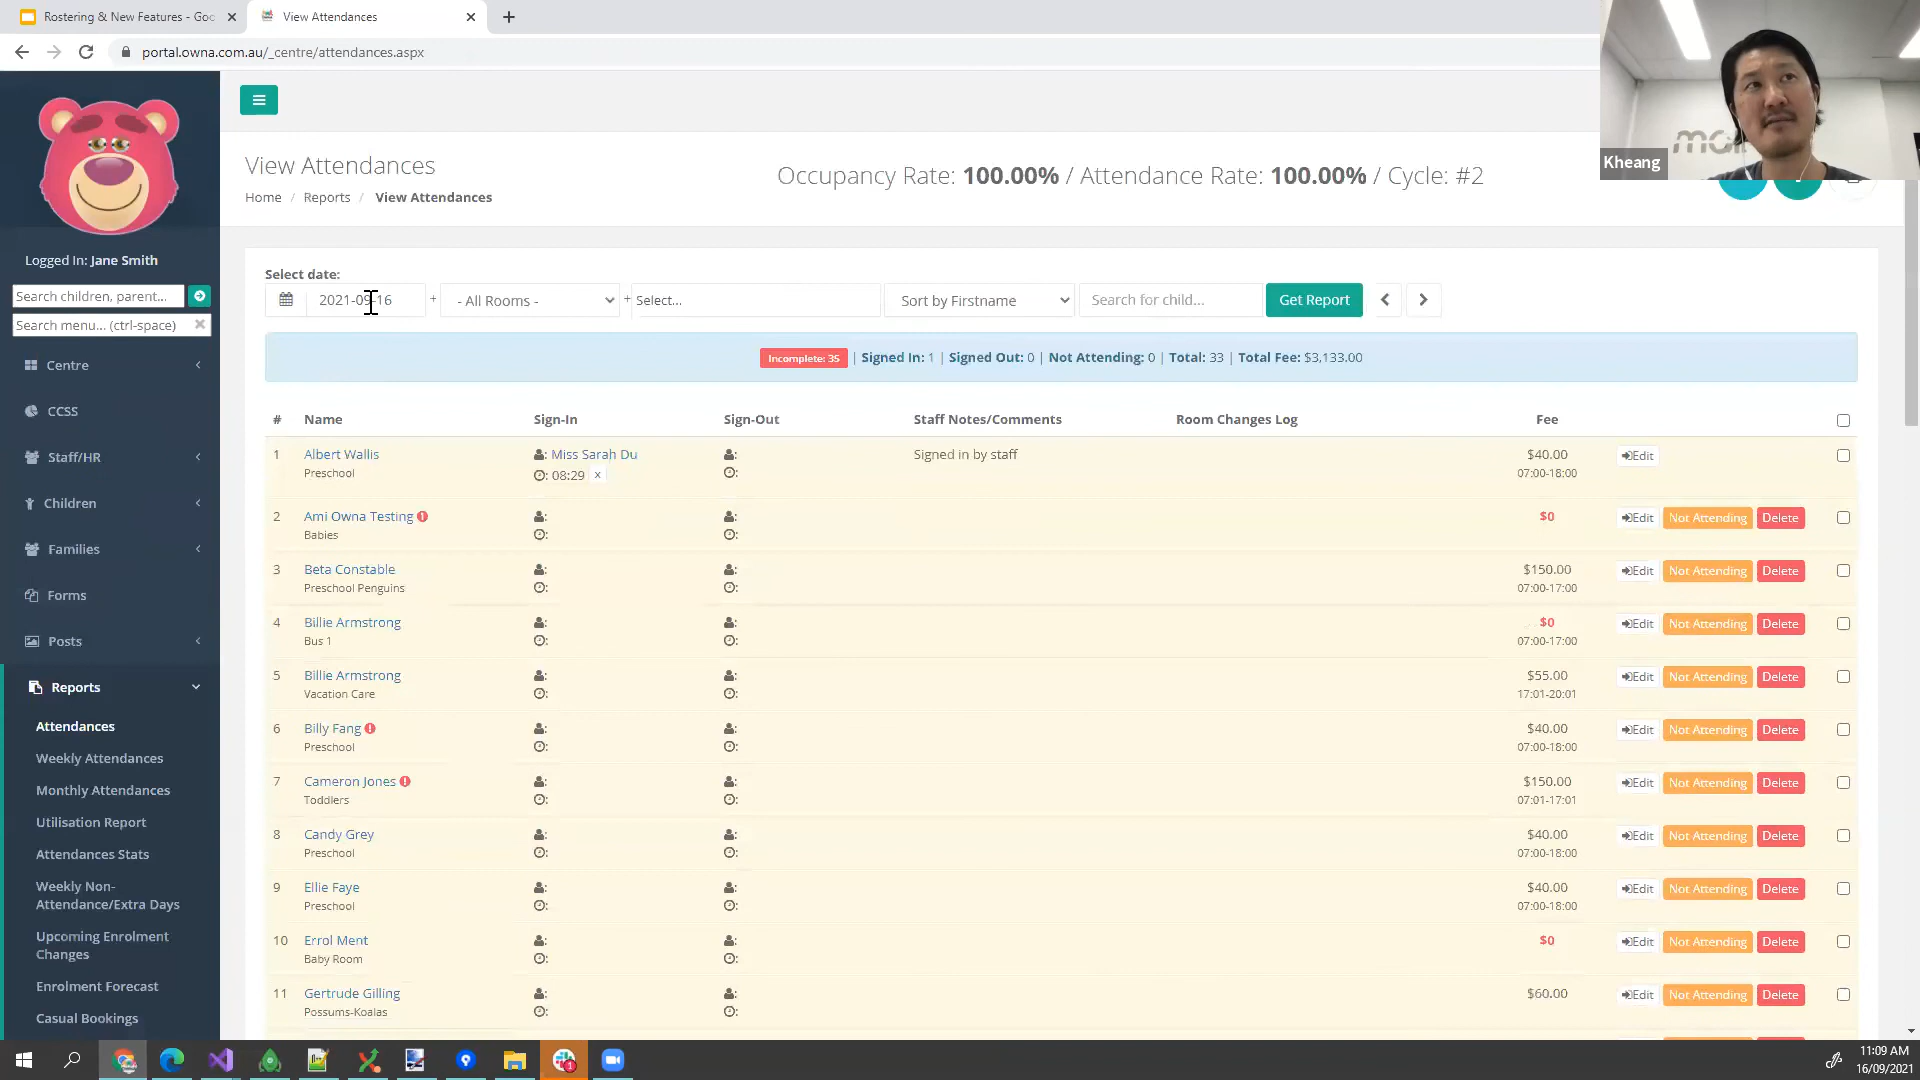 Rostering & New Features - Goo
View Attendances
portal.owna.com.au/_centre/attendances.aspx
Kheang
View Attendances
Home / Reports / View Attendances
Occupancy Rate: 100.00% / Attendance Rate: 100.00% / Cycle: #2
Logged In: Jane Smith
Search children, parent...
Search menu... (ctrl-space)
Centre
CCSS
Staff/HR
Children
Families
Forms
Posts
Reports
Attendances
Weekly Attendances
Monthly Attendances
Utilisation Report
Attendances Stats
Weekly Non-
Attendance/Extra Days
Upcoming Enrolment
Changes
Enrolment Forecast
Casual Bookings
Select date:
2021-09-16 + - All Rooms - + Select... Sort by Firstname Search for child... Get Report
Incomplete: 35 | Signed In: 1 | Signed Out: 0 | Not Attending: 0 | Total: 33 | Total Fee: $3,133.00
# Name Sign-In Sign-Out Staff Notes/Comments Room Changes Log Fee
1 Albert Wallis : Miss Sarah Du : Signed in by staff $40.00 Edit
Preschool : 08:29 x : 07:00-18:00
2 Ami Owna Testing : : $0 Edit Not Attending Delete
Babies : :
3 Beta Constable : : $150.00 Edit Not Attending Delete
Preschool Penguins : : 07:00-17:00
4 Billie Armstrong : : $0 Edit Not Attending Delete
Bus 1 : : 07:00-17:00
5 Billie Armstrong : : $55.00 Edit Not Attending Delete
Vacation Care : : 17:01-20:01
6 Billy Fang : : $40.00 Edit Not Attending Delete
Preschool : : 07:00-18:00
7 Cameron Jones : : $150.00 Edit Not Attending Delete
Toddlers : : 07:01-17:01
8 Candy Grey : : $40.00 Edit Not Attending Delete
Preschool : : 07:00-18:00
9 Ellie Faye : : $40.00 Edit Not Attending Delete
Preschool : : 07:00-18:00
10 Errol Ment : : $0 Edit Not Attending Delete
Baby Room : :
11 Gertrude Gilling : : $60.00 Edit Not Attending Delete
Possums-Koalas : :
11:09 AM
16/09/2021